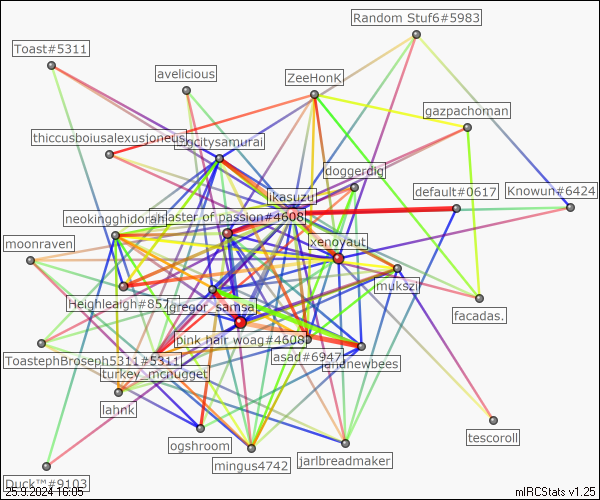 Random Stuf6#5983
Toast#5311
avelicious
ZeeHonK
gazpachoman
thiccusboiusalexusjoneus
gcitysamurai
doggerdig
ikasuzu
default#0617
Knowun#6424
neokingghidorah
aster of passion#4608
moonraven
xenoyaut
mukszi
Heighleaigh#857
gregor_samsa
facadas.
pink hair woag#4608
ToastephBroseph5311#5311
asad#6947
andnewbees
turkey_mcnugget
lahnk
tescoroll
ogshroom
mingus4742
jarlbreadmaker
Duck™#9103
25.9.2024 16:05
mIRCStats v1.25